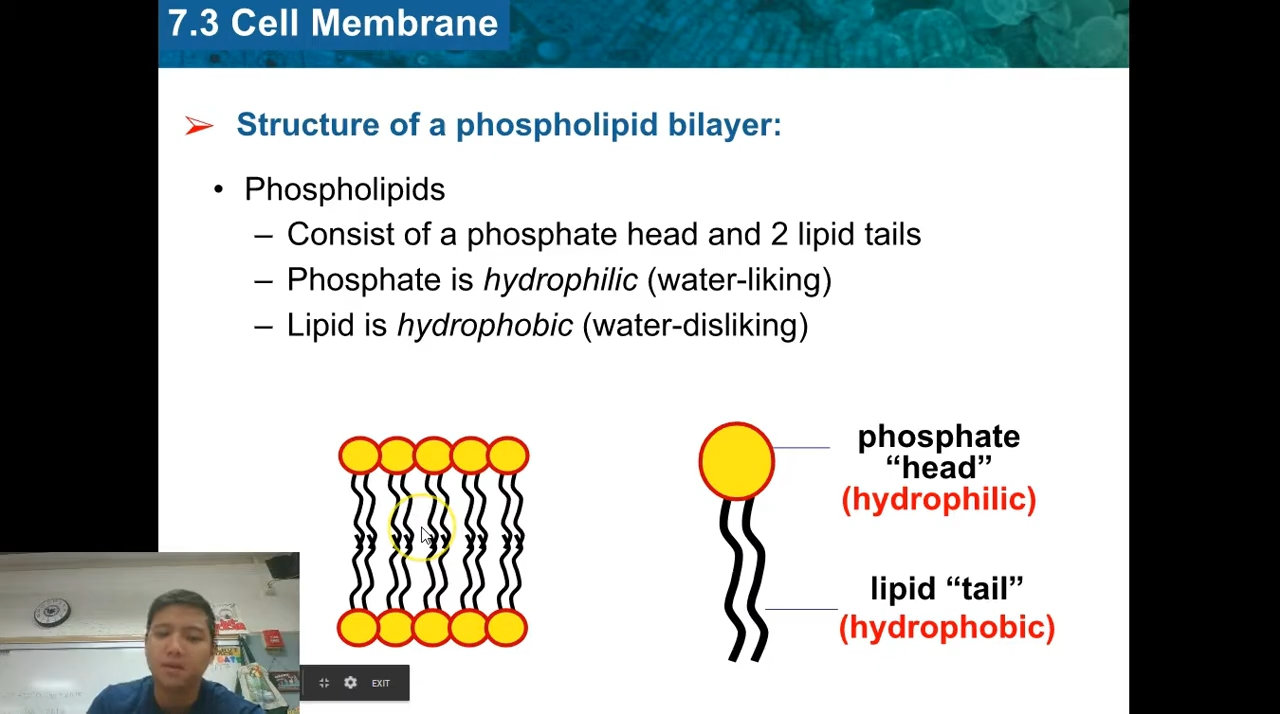 7.3 Cell Membrane
➢ Structure of a phospholipid bilayer:
• Phospholipids
– Consist of a phosphate head and 2 lipid tails
– Phosphate is hydrophilic (water-liking)
– Lipid is hydrophobic (water-disliking)
phosphate
“head”
(hydrophilic)
lipid “tail”
(hydrophobic)
EXIT